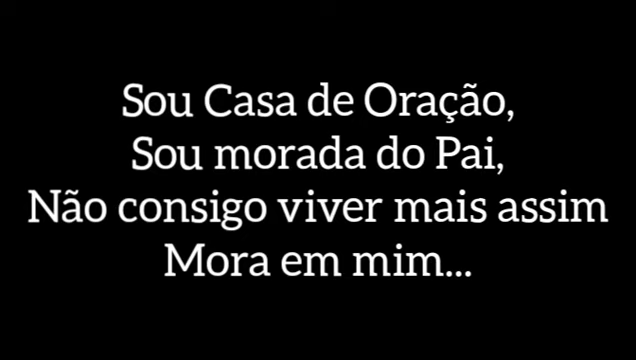 Sou Casa de Oração,
Sou morada do Pai,
Não consigo viver mais assim
Mora em mim...